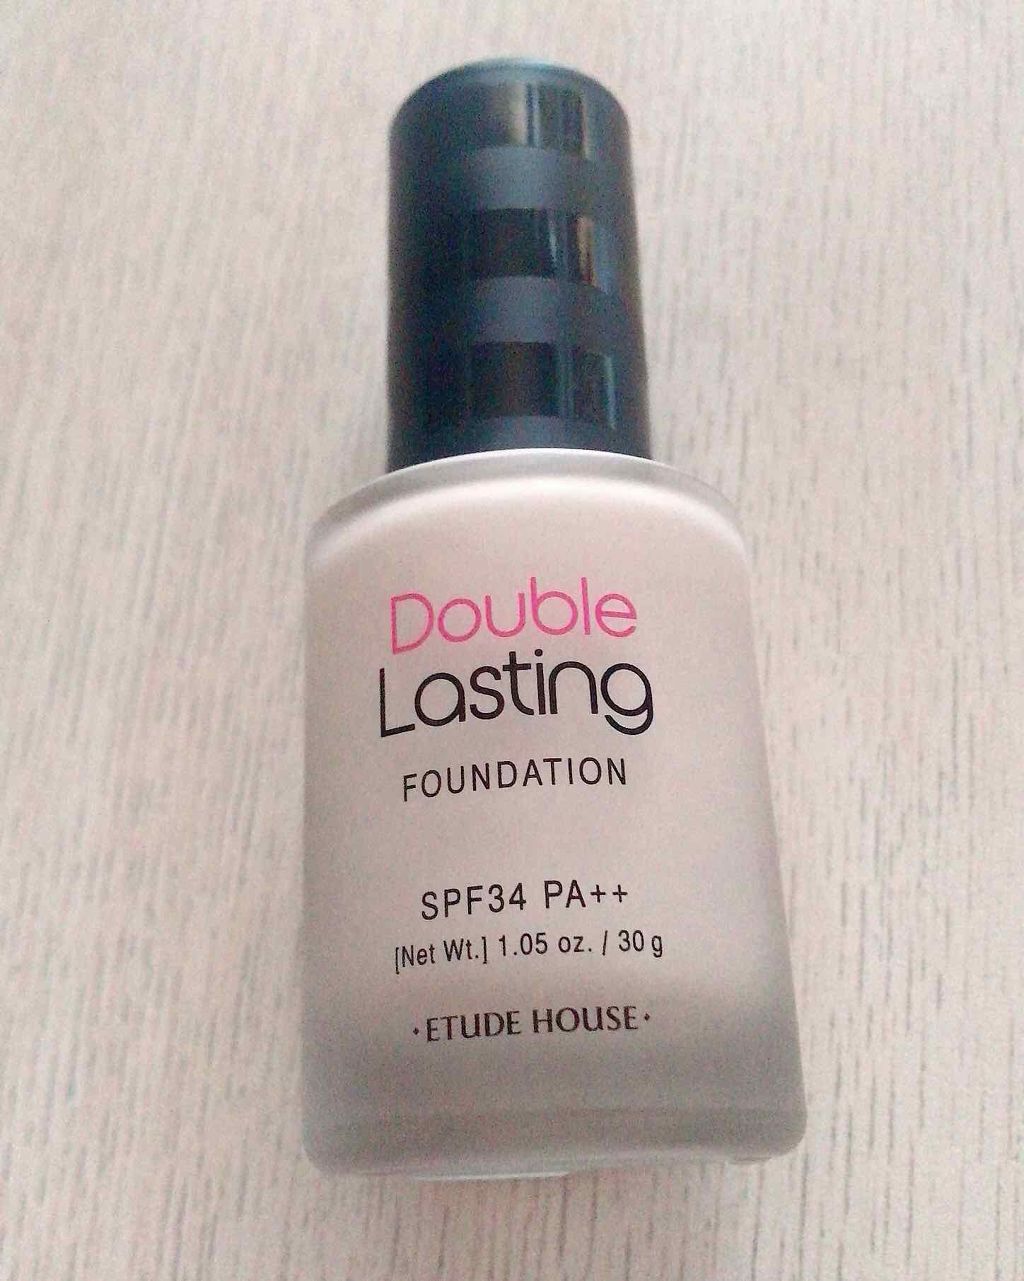 Double
Lasting
FOUNDATION
SPF34 PA++
[Net Wt.] 1.05 oz. / 30 g
·ETUDE HOUSE·